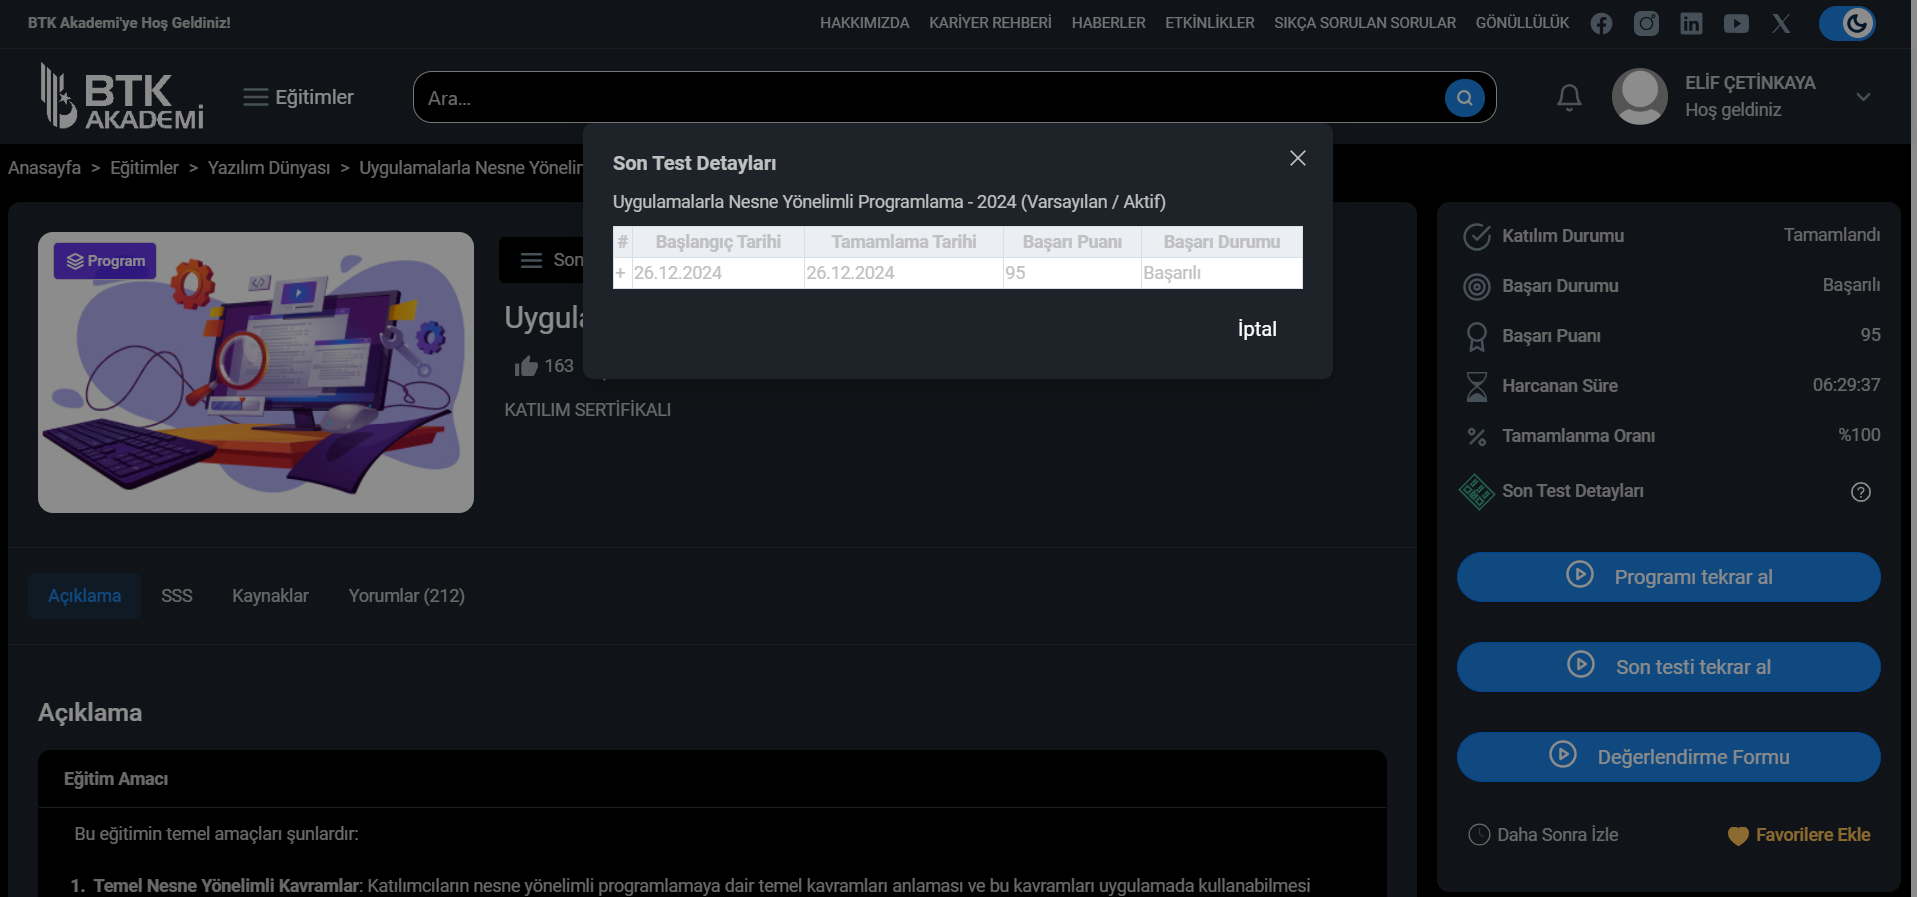 BTK Akademi'ye Hoş Geldiniz!
HAKKIMIZDA KARİYER REHBERİ HABERLER ETKİNLİKLER SIKÇA SORULAN SORULAR GÖNÜLLÜLÜK
BTK AKADEMİ
Eğitimler
Ara...
ELİF ÇETİNKAYA
Hoş geldiniz
Anasayfa > Eğitimler > Yazılım Dünyası > Uygulamalarla Nesne Yönelim
Son Test Detayları
Uygulamalarla Nesne Yönelimli Programlama - 2024 (Varsayılan / Aktif)
# Başlangıç Tarihi Tamamlama Tarihi Başarı Puanı Başarı Durumu
+ 26.12.2024 26.12.2024 95 Başarılı
İptal
Program
Son
Uygula
163
KATILIM SERTİFİKALI
Katılım Durumu Tamamlandı
Başarı Durumu Başarılı
Başarı Puanı 95
Harcanan Süre 06:29:37
Tamamlanma Oranı %100
Son Test Detayları ?
Programı tekrar al
Son testi tekrar al
Değerlendirme Formu
Daha Sonra İzle Favorilere Ekle
Açıklama SSS Kaynaklar Yorumlar (212)
Açıklama
Eğitim Amacı
Bu eğitimin temel amaçları şunlardır:
1. Temel Nesne Yönelimli Kavramlar: Katılımcıların nesne yönelimli programlamaya dair temel kavramları anlaması ve bu kavramları uygulamada kullanabilmesi